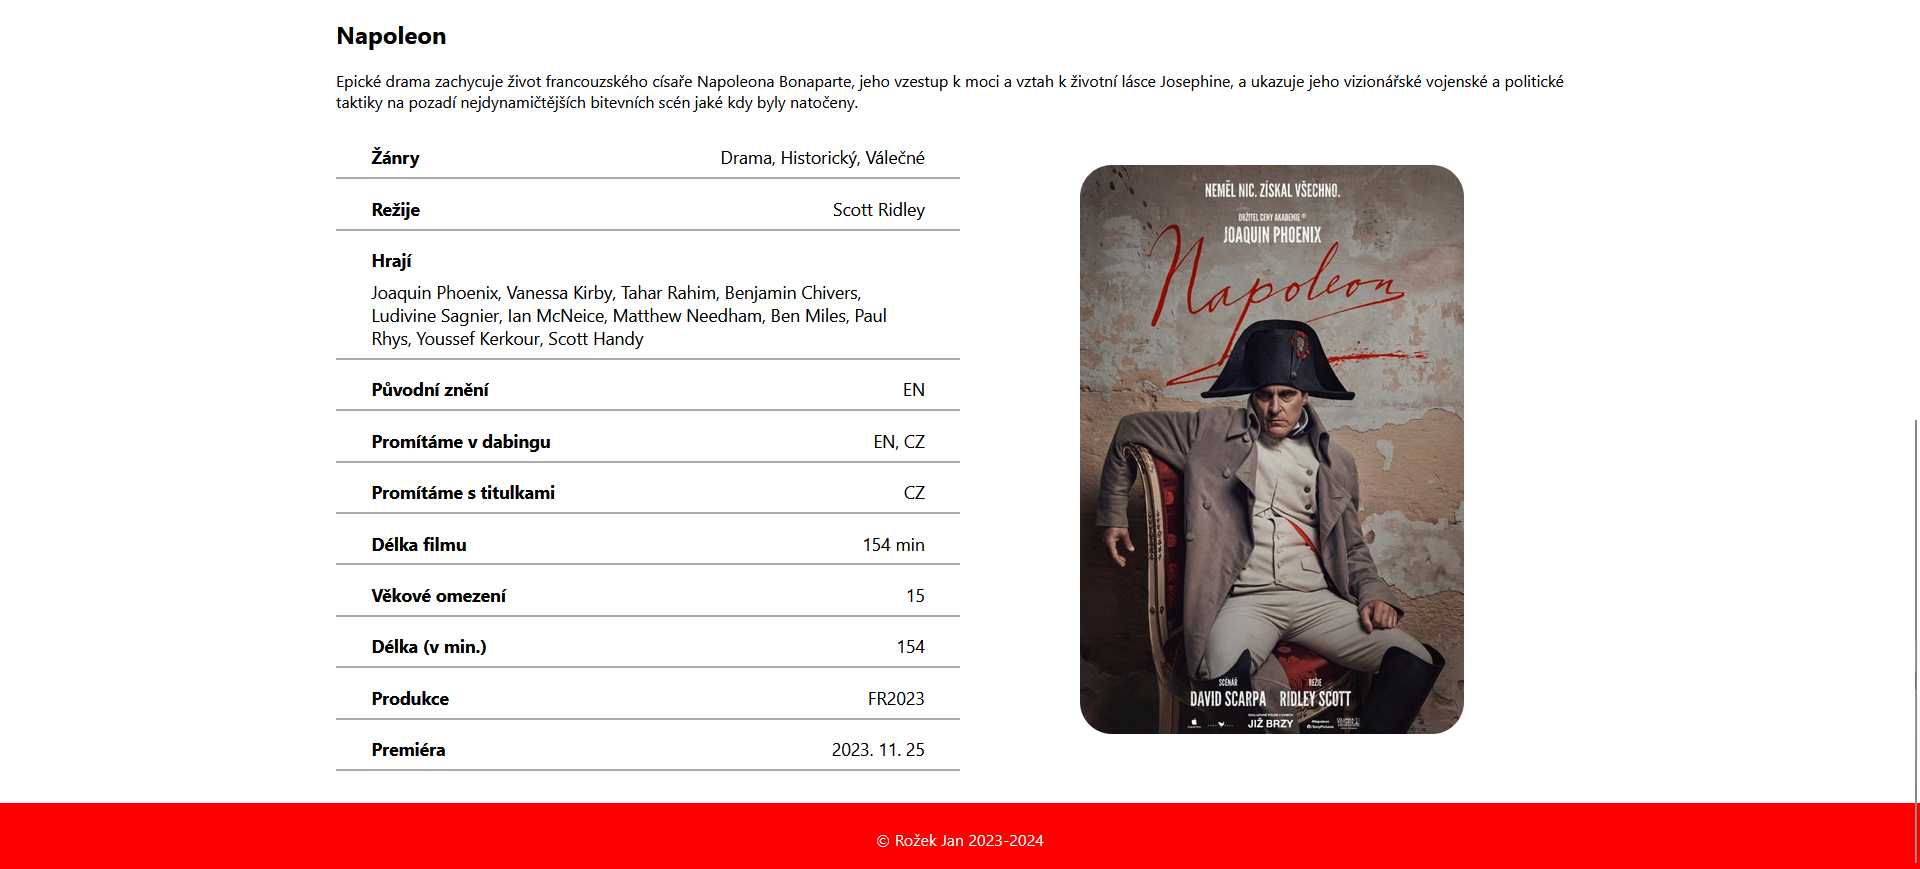 Napoleon
Epické drama zachycuje život francouzského císaře Napoleona Bonaparte, jeho vzestup k moci a vztah k životní lásce Josephine, a ukazuje jeho vizionářské vojenské a politické
taktiky na pozadí nejdynamičtějších bitevních scén jaké kdy byly natočeny.
Žánry Drama, Historický, Válečné
Režije Scott Ridley
Hrají
Joaquin Phoenix, Vanessa Kirby, Tahar Rahim, Benjamin Chivers,
Ludivine Sagnier, Ian McNeice, Matthew Needham, Ben Miles, Paul
Rhys, Youssef Kerkour, Scott Handy
Původní znění EN
Promítáme v dabingu EN, CZ
Promítáme s titulkami CZ
Délka filmu 154 min
Věkové omezení 15
Délka (v min.) 154
Produkce FR2023
Premiéra 2023. 11. 25
NEMĚL NIC. ZÍSKAL VŠECHNO.
DRŽITEL CENY AKADEMIE®
JOAQUIN PHOENIX
Napoleon
SCÉNÁŘ REŽIE
DAVID SCARPA RIDLEY SCOTT
JIŽ BRZY
© Rožek Jan 2023-2024